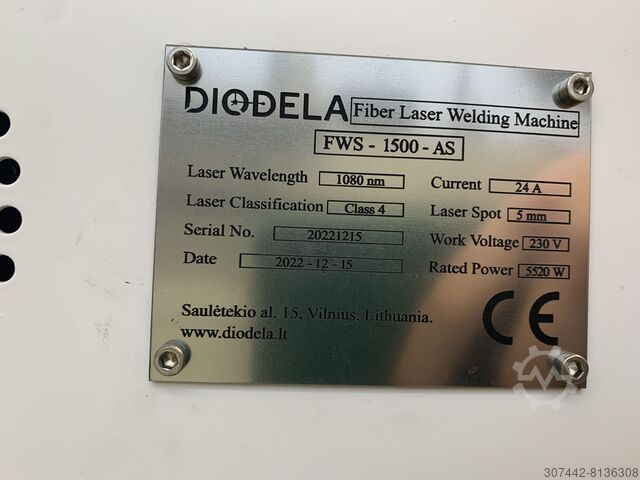 DIODELA Fiber Laser Welding Machine
FWS - 1500 - AS
Laser Wavelength 1080 nm Current 24 A
Laser Classification Class 4 Laser Spot 5 mm
Serial No. 20221215 Work Voltage 230 V
Date 2022 - 12 - 15 Rated Power 5520 W
Saulėtekio al. 15, Vilnius, Lithuania.
www.diodela.lt
CE
307442-8136308